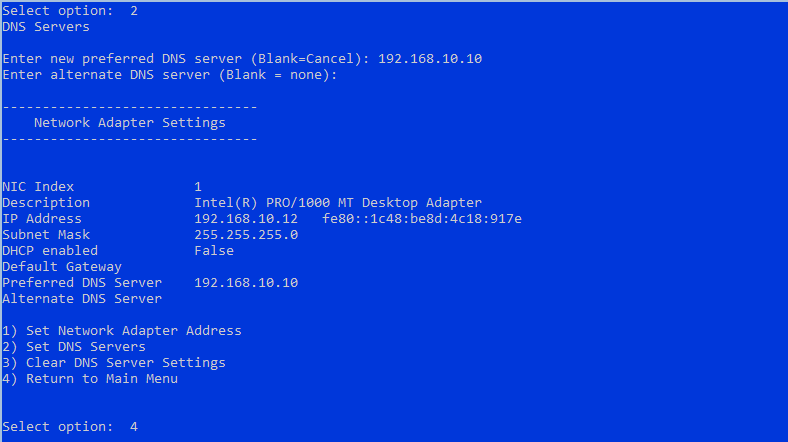 Select option:  2
DNS Servers
Enter new preferred DNS server (Blank=Cancel): 192.168.10.10
Enter alternate DNS server (Blank = none):
--------------------------------
    Network Adapter Settings
--------------------------------
NIC Index               1
Description             Intel(R) PRO/1000 MT Desktop Adapter
IP Address              192.168.10.12   fe80::1c48:be8d:4c18:917e
Subnet Mask             255.255.255.0
DHCP enabled            False
Default Gateway
Preferred DNS Server    192.168.10.10
Alternate DNS Server
1) Set Network Adapter Address
2) Set DNS Servers
3) Clear DNS Server Settings
4) Return to Main Menu
Select option:  4